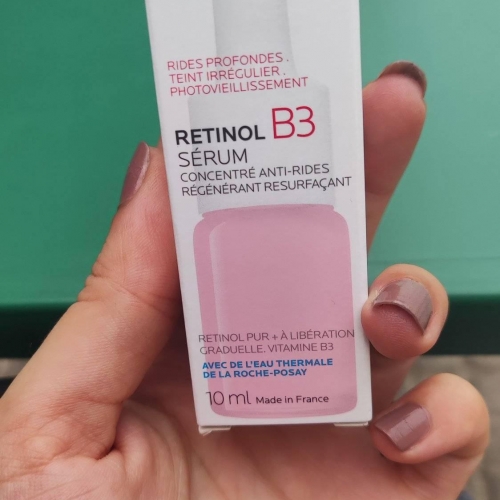 RIDES PROFONDES.
TEINT IRRÉGULIER.
PHOTOVIEILLISSEMENT
RETINOL B3
SÉRUM
CONCENTRÉ ANTI-RIDES
RÉGÉNÉRANT RESURFAÇANT
RETINOL PUR + À LIBÉRATION
GRADUELLE. VITAMINE B3
AVEC DE L'EAU THERMALE
DE LA ROCHE-POSAY
10 ml Made in France